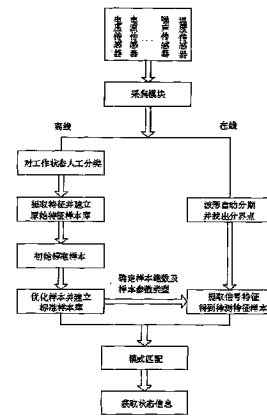 电压传感器
电流传感器
……
噪声传感器
温度传感器
采集模块
离线
在线
对工作状态人工分类
提取特征并建立
原始特征样本库
波形自动分期
并找出分界点
初始标准样本
确定样本维数及
样本参数类型
优化样本并建立
标准样本库
提取信号特征
得到待测特征样本
模式匹配
获取状态信息